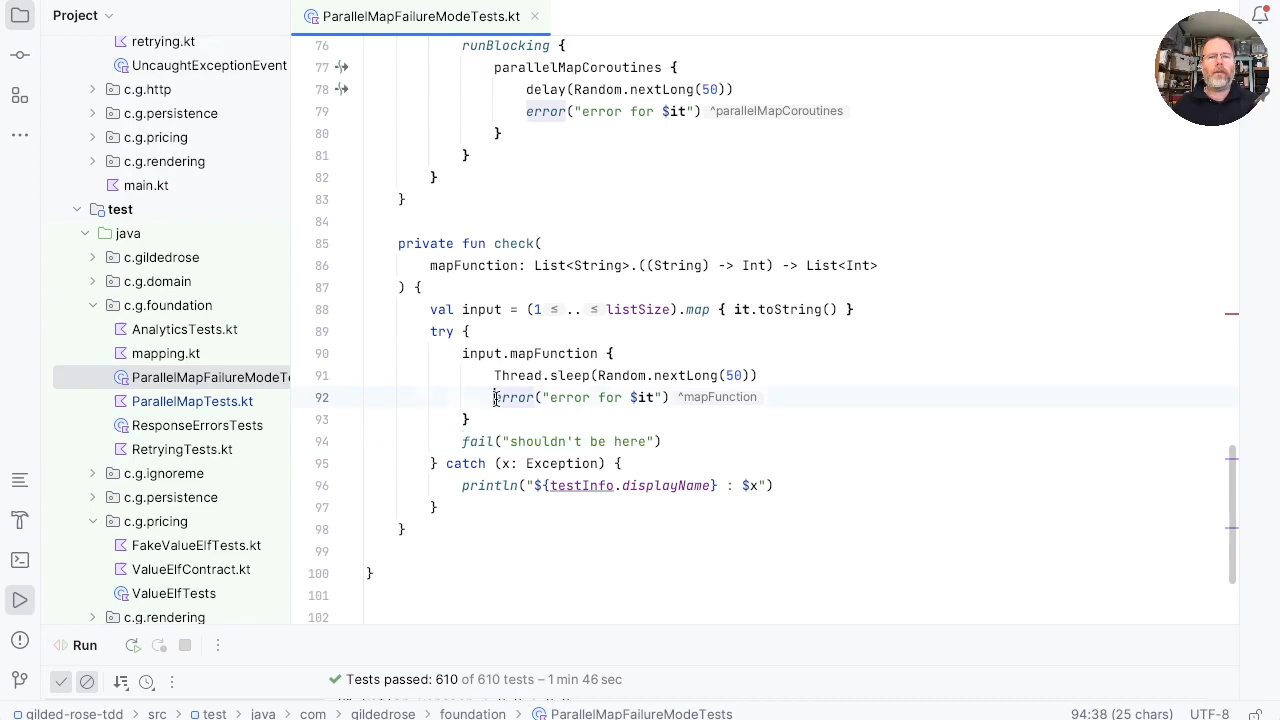 Project
ParallelMapFailureModeTests.kt
retrying.kt
UncaughtExceptionEvent
c.g.http
c.g.persistence
c.g.pricing
c.g.rendering
main.kt
test
java
c.gildedrose
c.g.domain
c.g.foundation
AnalyticsTests.kt
mapping.kt
ParallelMapFailureModeTe
ParallelMapTests.kt
ResponseErrorsTests
RetryingTests.kt
c.g.ignoreme
c.g.persistence
c.g.pricing
FakeValueElfTests.kt
ValueElfContract.kt
ValueElfTests
c.g.rendering
76 runBlocking {
77 parallelMapCoroutines {
78 delay(Random.nextLong(50))
79 error("error for $it") ^parallelMapCoroutines
80 }
81 }
82 }
83 }
84
85 private fun check(
86 mapFunction: List<String>.((String) -> Int) -> List<Int>
87 ) {
88 val input = (1 ≤ .. ≤ listSize).map { it.toString() }
89 try {
90 input.mapFunction {
91 Thread.sleep(Random.nextLong(50))
92 error("error for $it") ^mapFunction
93 }
94 fail("shouldn't be here")
95 } catch (x: Exception) {
96 println("${testInfo.displayName} : $x")
97 }
98 }
99
100 }
101
102
Run
Tests passed: 610 of 610 tests – 1 min 46 sec
gilded-rose-tdd > src > test > java > com > gildedrose > foundation > ParallelMapFailureModeTests
94:38 (25 chars) UTF-8